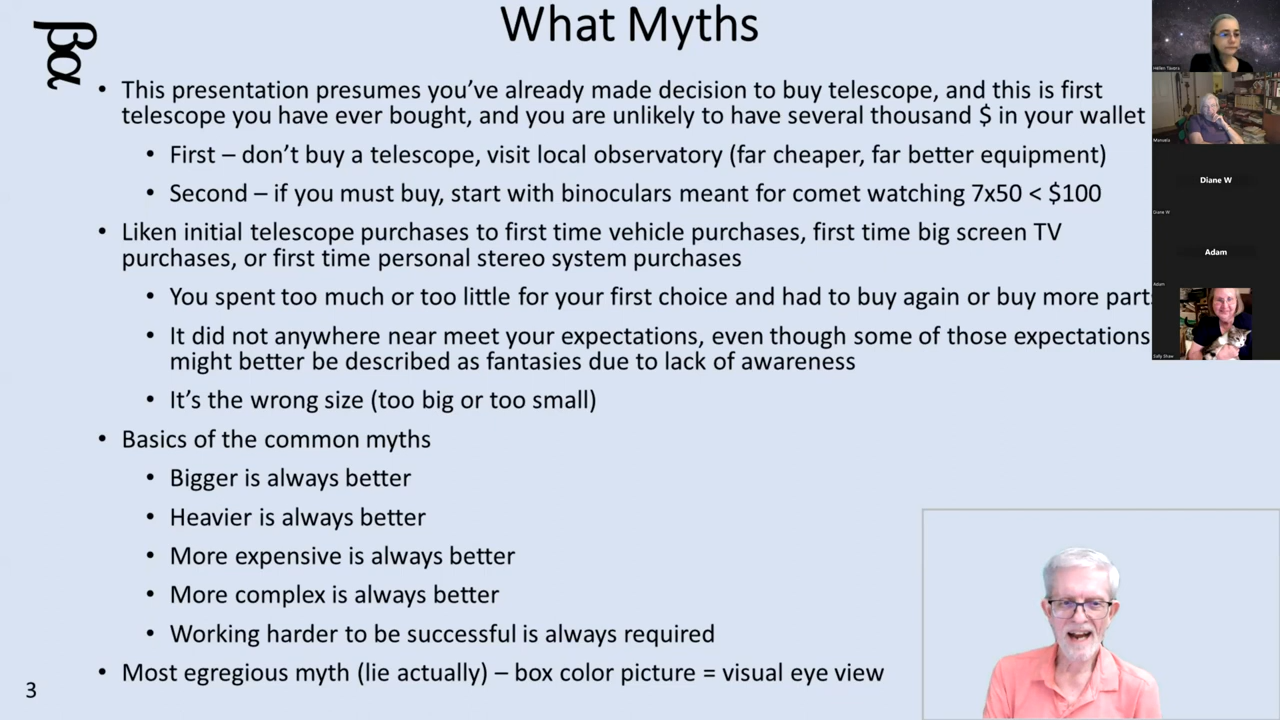 What Myths
βα
• This presentation presumes you've already made decision to buy telescope, and this is first
telescope you have ever bought, and you are unlikely to have several thousand $ in your wallet
• First – don't buy a telescope, visit local observatory (far cheaper, far better equipment)
• Second – if you must buy, start with binoculars meant for comet watching 7x50 < $100
• Liken initial telescope purchases to first time vehicle purchases, first time big screen TV
purchases, or first time personal stereo system purchases
• You spent too much or too little for your first choice and had to buy again or buy more part
• It did not anywhere near meet your expectations, even though some of those expectations
might better be described as fantasies due to lack of awareness
• It's the wrong size (too big or too small)
• Basics of the common myths
• Bigger is always better
• Heavier is always better
• More expensive is always better
• More complex is always better
• Working harder to be successful is always required
• Most egregious myth (lie actually) – box color picture = visual eye view
3
Helen Tavera
Manuela
Diane W
Diane W
Adam
Adam
Sally Shaw